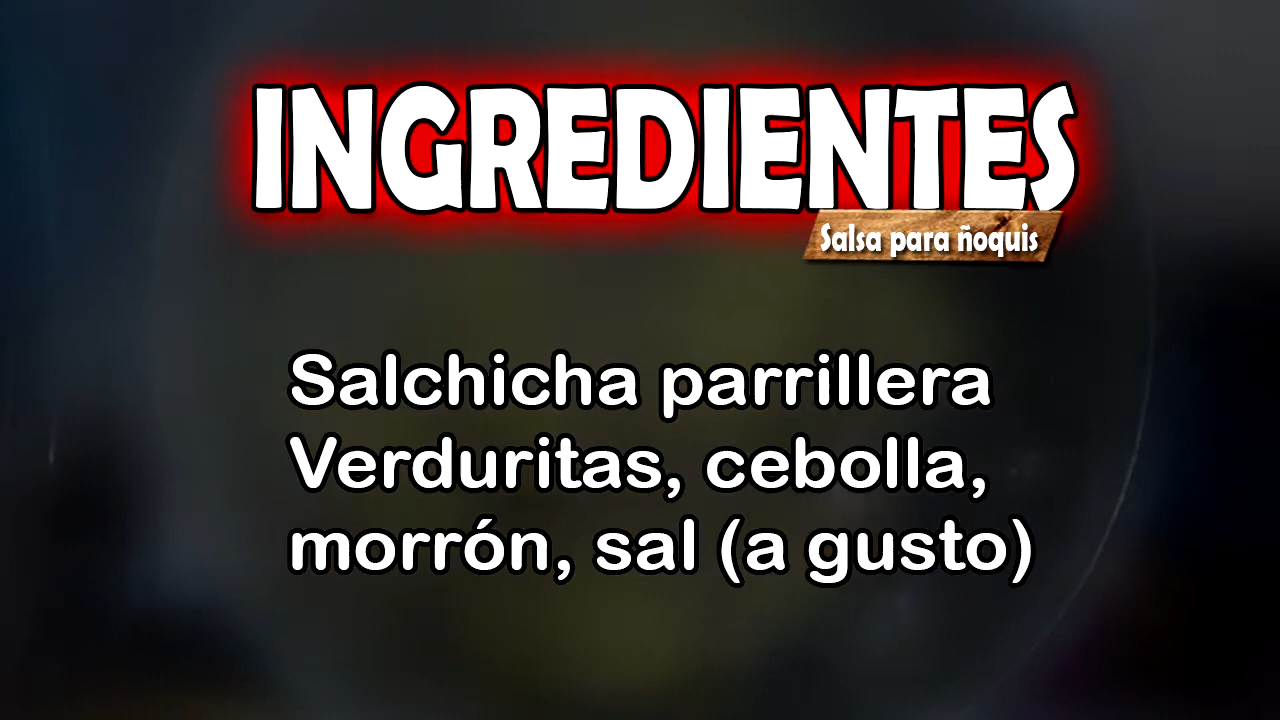 INGREDIENTES
Salsa para ñoquis
Salchicha parrillera
Verduritas, cebolla,
morrón, sal (a gusto)